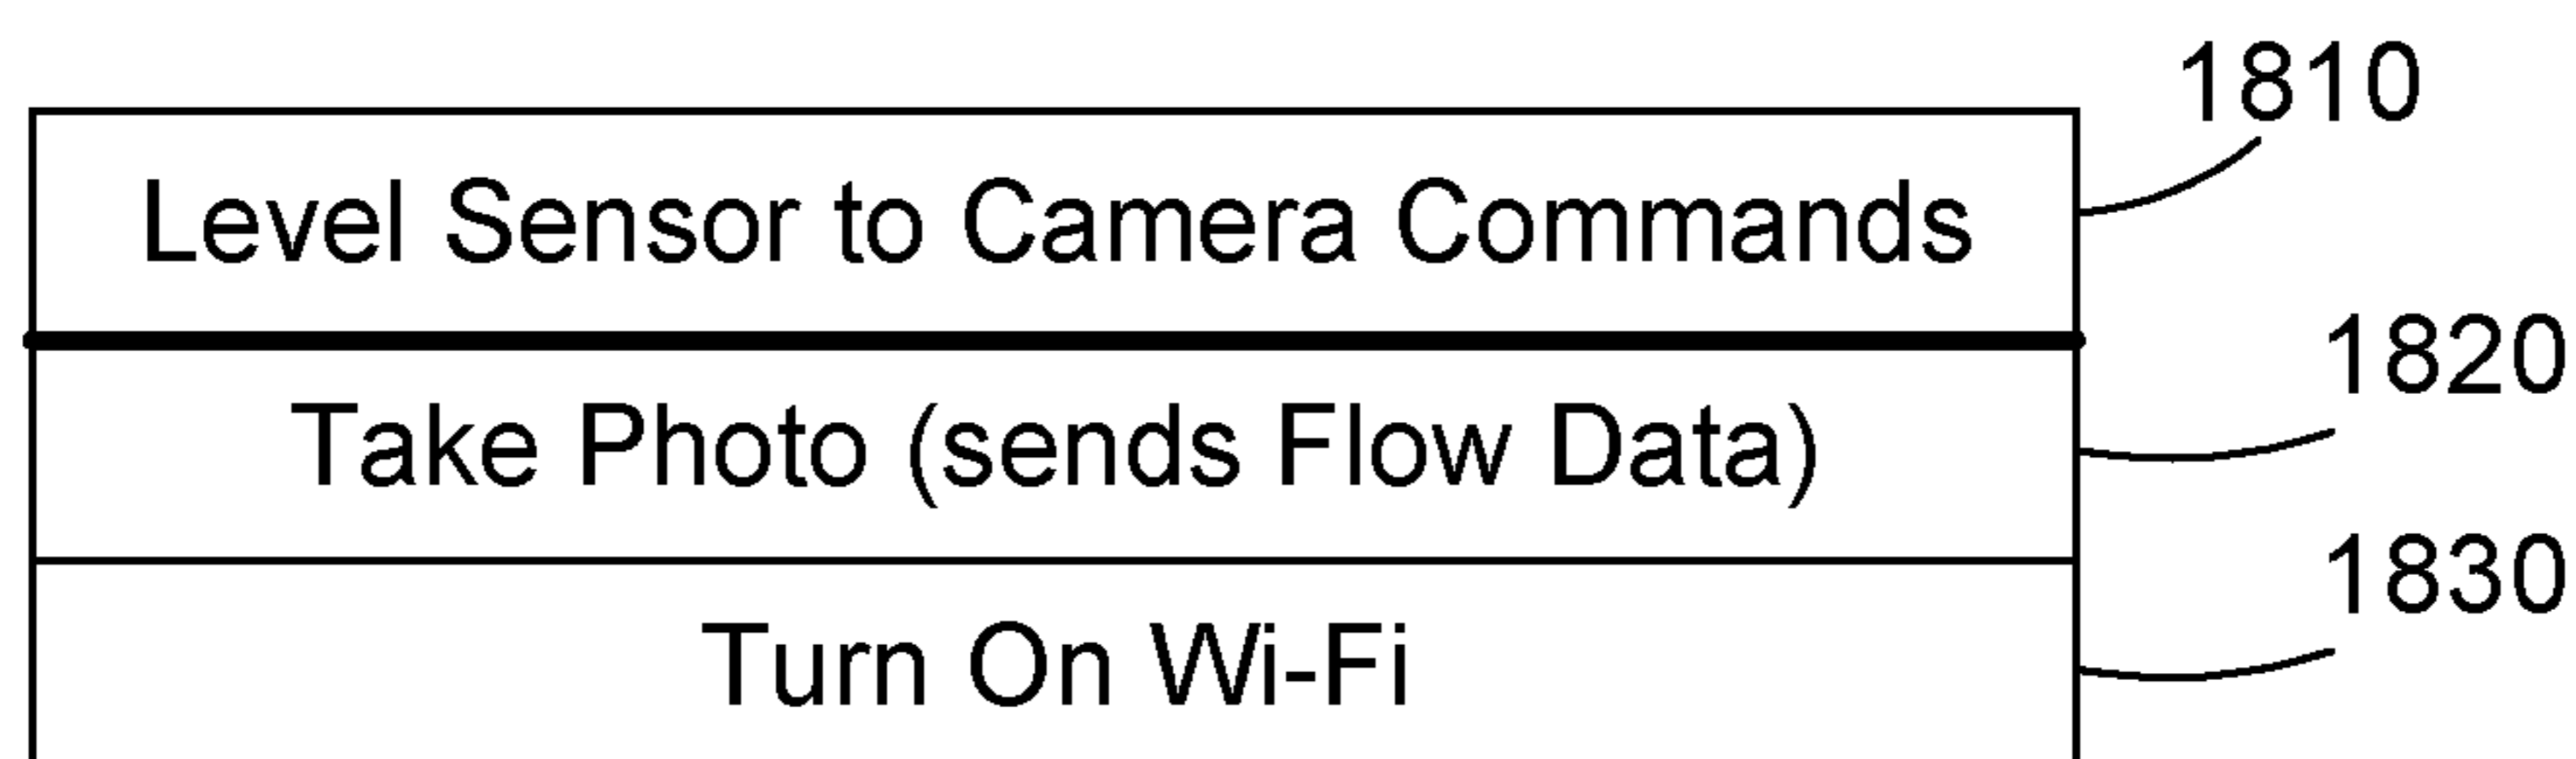 1810
Level Sensor to Camera Commands
1820
Take Photo (sends Flow Data)
1830
Turn On Wi-Fi